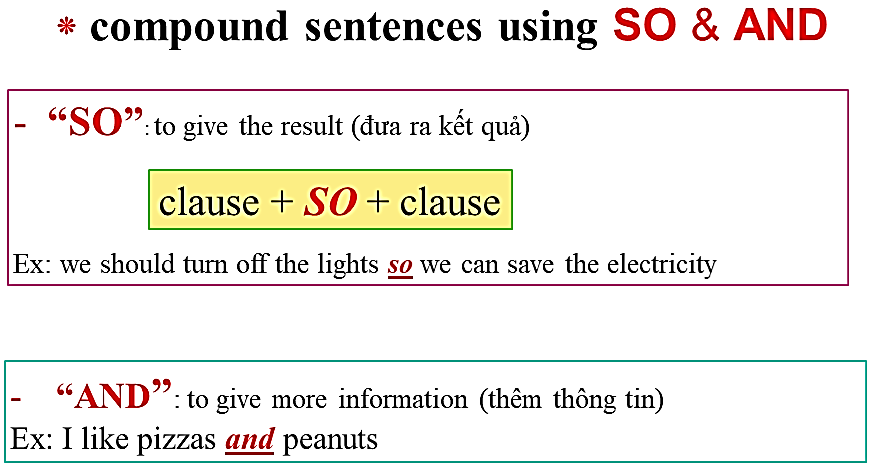 * compound sentences using SO & AND
- “SO”: to give the result (đưa ra kết quả)
clause + SO + clause
Ex: we should turn off the lights so we can save the electricity
- “AND”: to give more information (thêm thông tin)
Ex: I like pizzas and peanuts